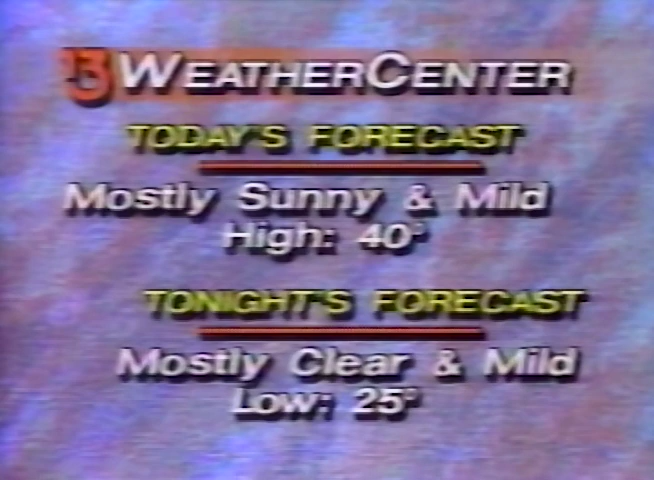 13 WEATHERCENTER
TODAY'S FORECAST
Mostly Sunny & Mild
High: 40°
TONIGHT'S FORECAST
Mostly Clear & Mild
Low: 25°